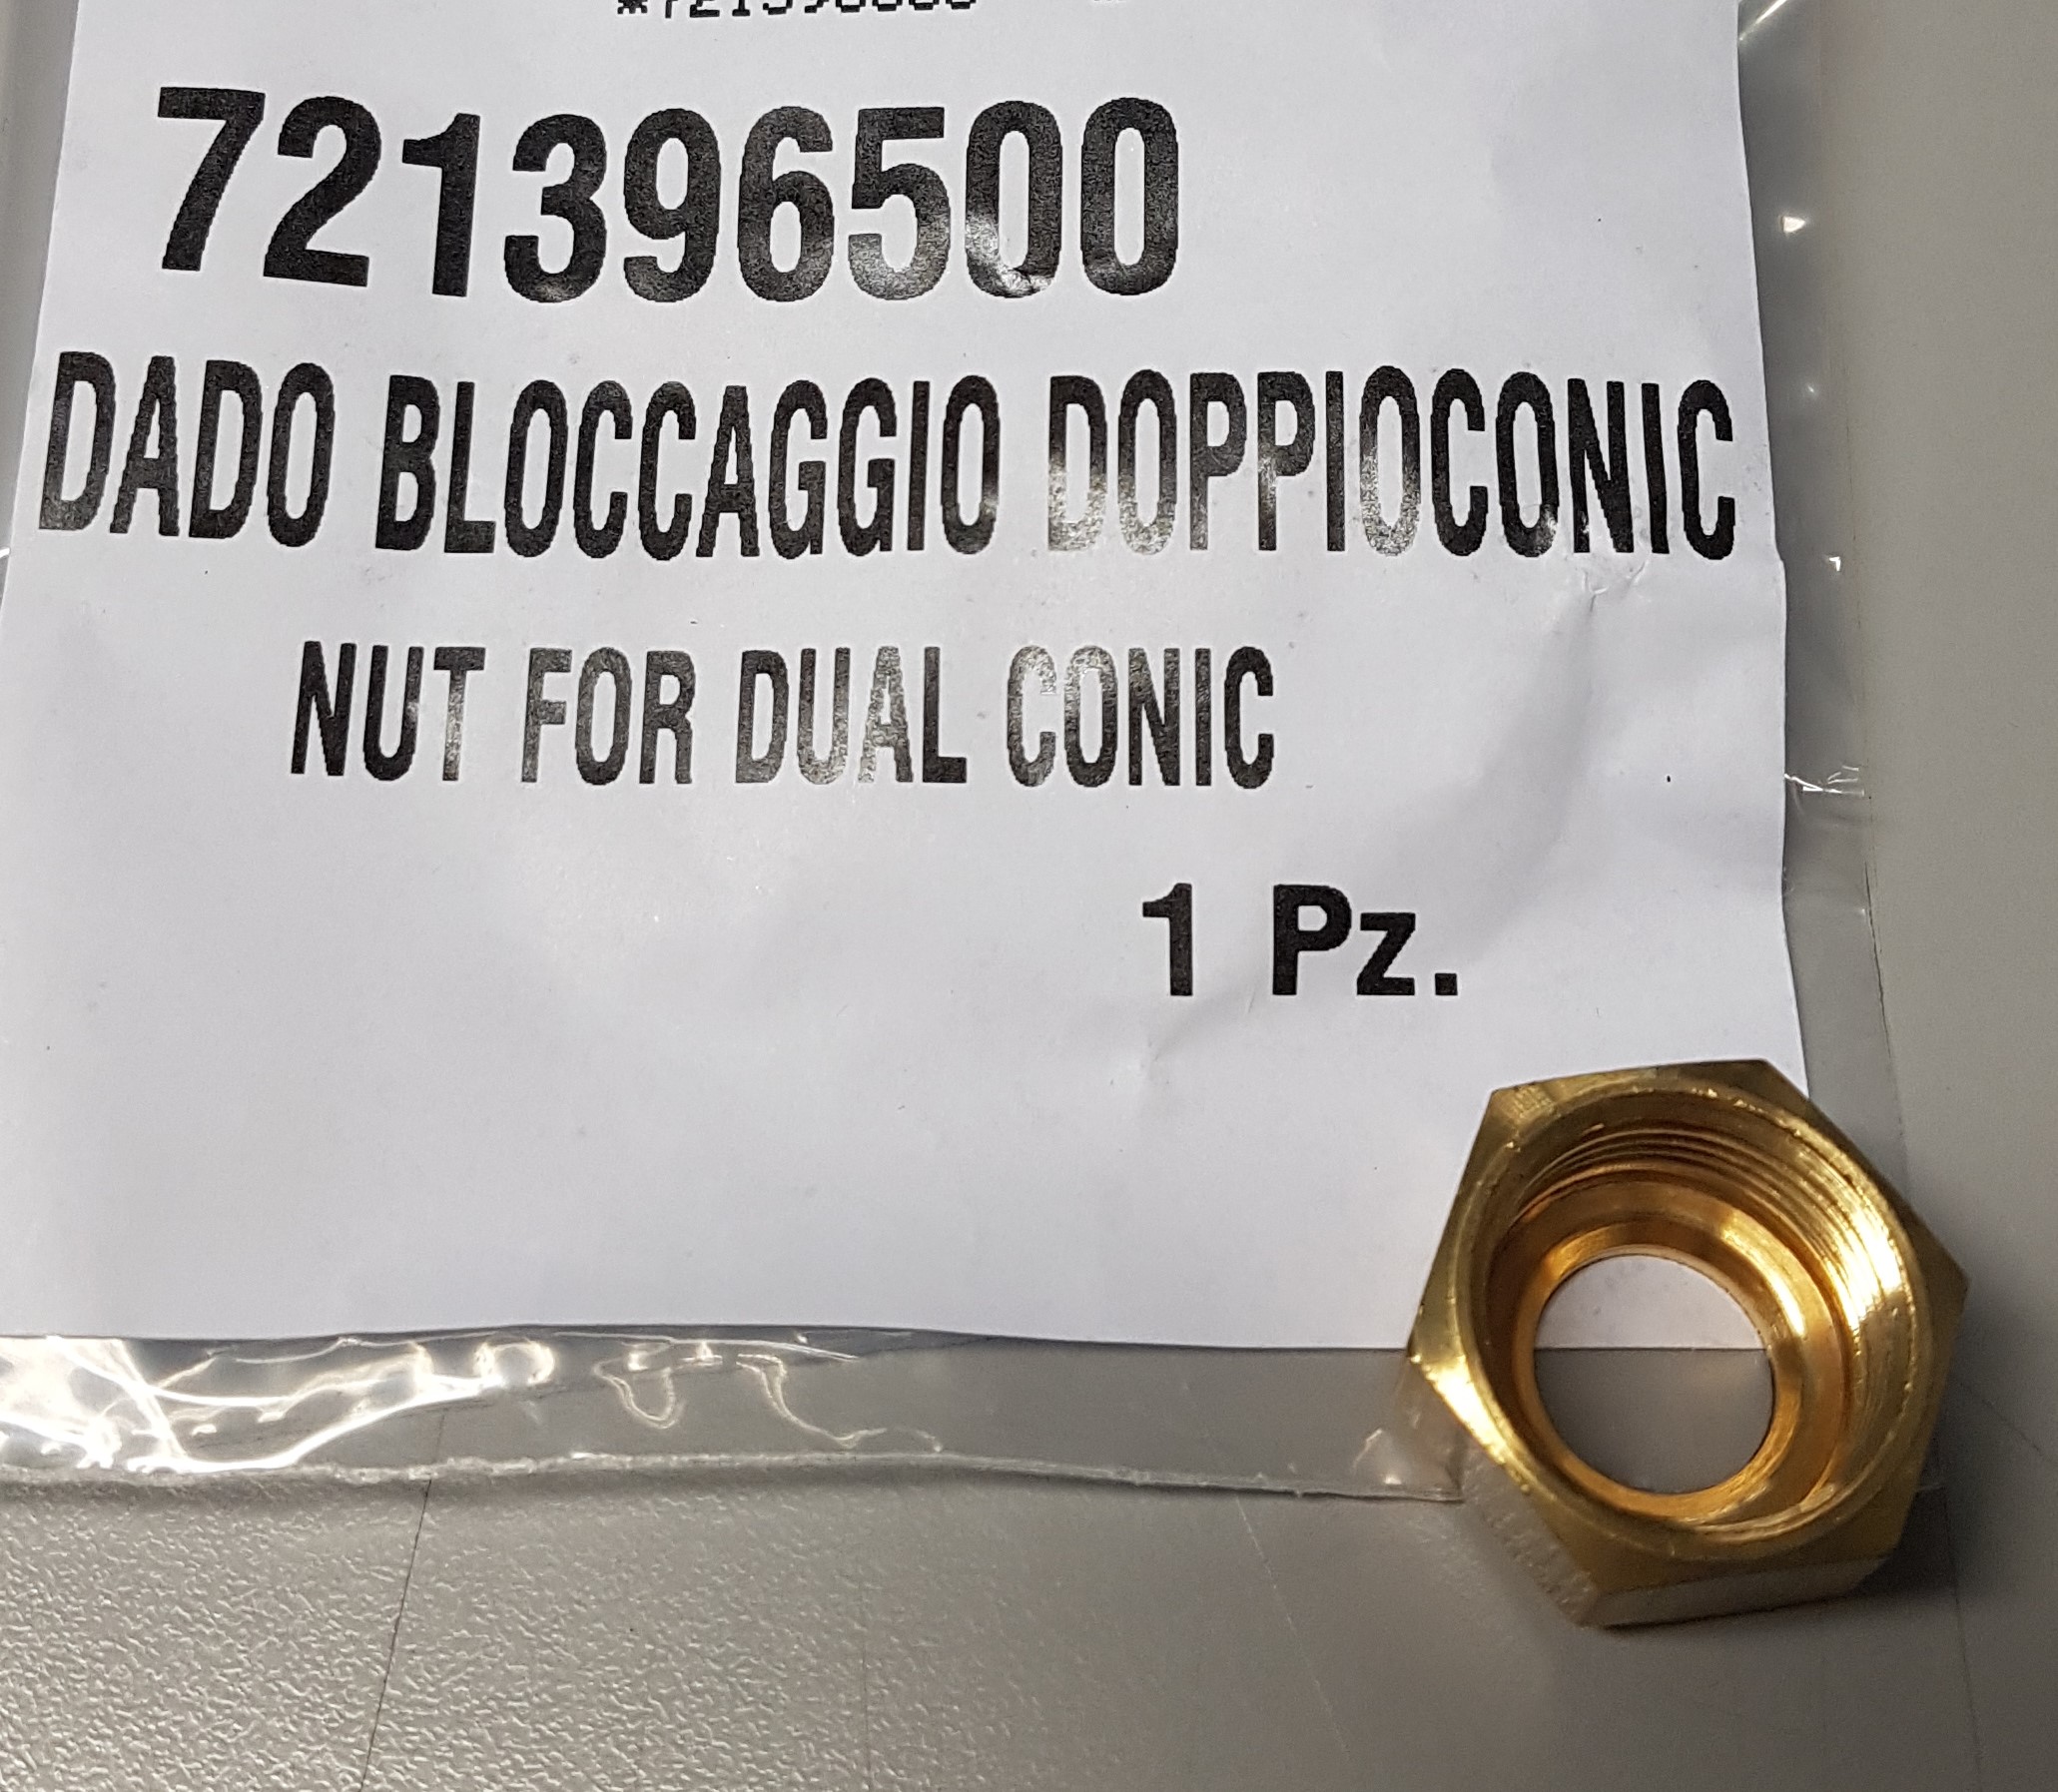 721396500
DADO BLOCCAGGIO DOPPIOCONIC
NUT FOR DUAL CONIC
1 Pz.